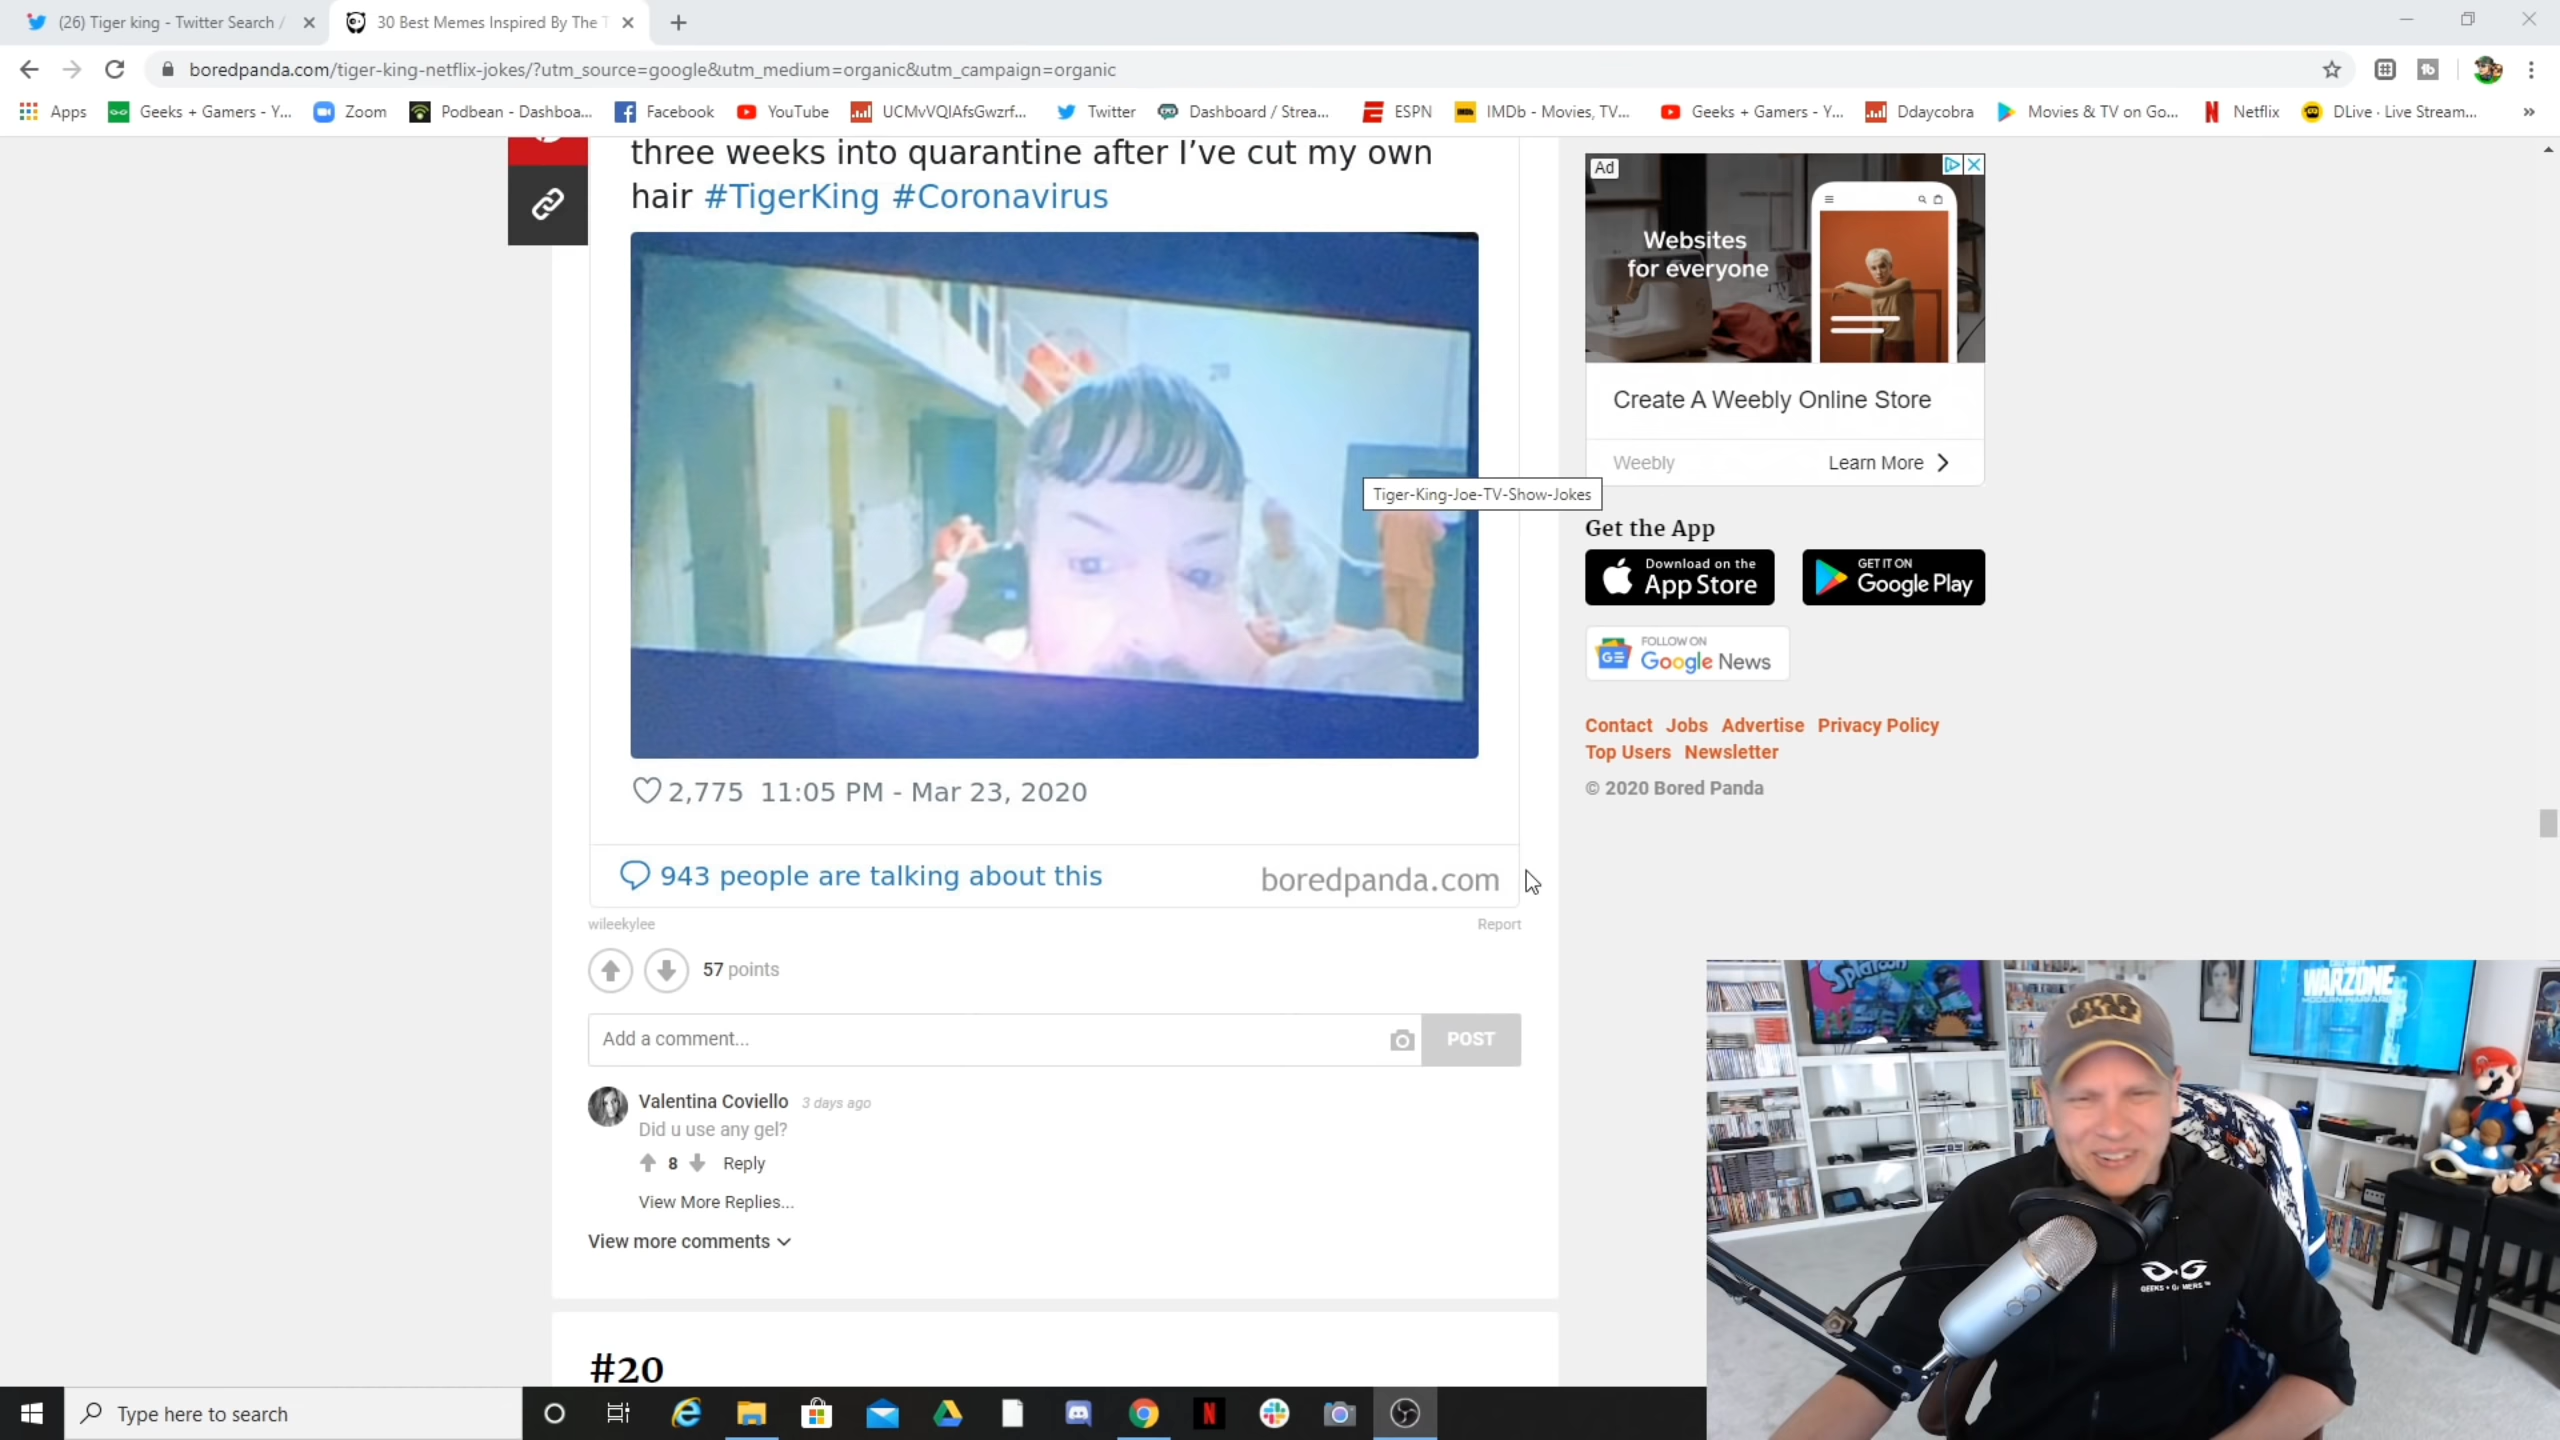 (26) Tiger king - Twitter Search /
30 Best Memes Inspired By The T
boredpanda.com/tiger-king-netflix-jokes/?utm_source=google&utm_medium=organic&utm_campaign=organic
Apps
Geeks + Gamers - Y...
Zoom
Podbean - Dashboa...
Facebook
YouTube
UCMvVQIAfsGwzrf...
Twitter
Dashboard / Strea...
ESPN
IMDb - Movies, TV...
Geeks + Gamers - Y...
Ddaycobra
Movies & TV on Go...
Netflix
DLive · Live Stream...
»
three weeks into quarantine after I’ve cut my own
hair #TigerKing #Coronavirus
Tiger-King-Joe-TV-Show-Jokes
2,775 11:05 PM - Mar 23, 2020
943 people are talking about this
boredpanda.com
wileekylee
Report
57 points
Add a comment...
POST
Valentina Coviello 3 days ago
Did u use any gel?
8 Reply
View More Replies...
View more comments
#20
Ad
Websites
for everyone
Create A Weebly Online Store
Weebly
Learn More
Get the App
Download on the
App Store
GET IT ON
Google Play
FOLLOW ON
GE
Google News
Contact Jobs Advertise Privacy Policy
Top Users Newsletter
© 2020 Bored Panda
Splatoon
WARZONE
MODERN WARFARE
STAR WARS
GEEKS + GAMERS
Type here to search